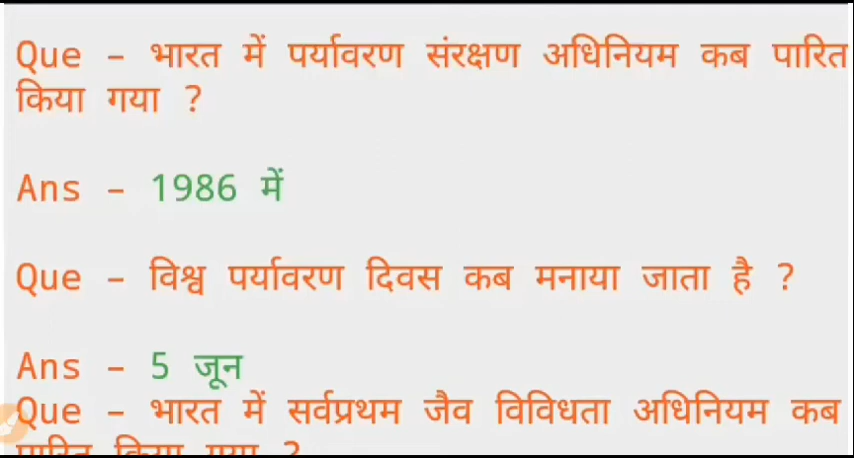 Que - भारत में पर्यावरण संरक्षण अधिनियम कब पारित
किया गया ?
Ans - 1986 में
Que - विश्व पर्यावरण दिवस कब मनाया जाता है ?
Ans - 5 जून
Que - भारत में सर्वप्रथम जैव विविधता अधिनियम कब
पारित किया गया ?